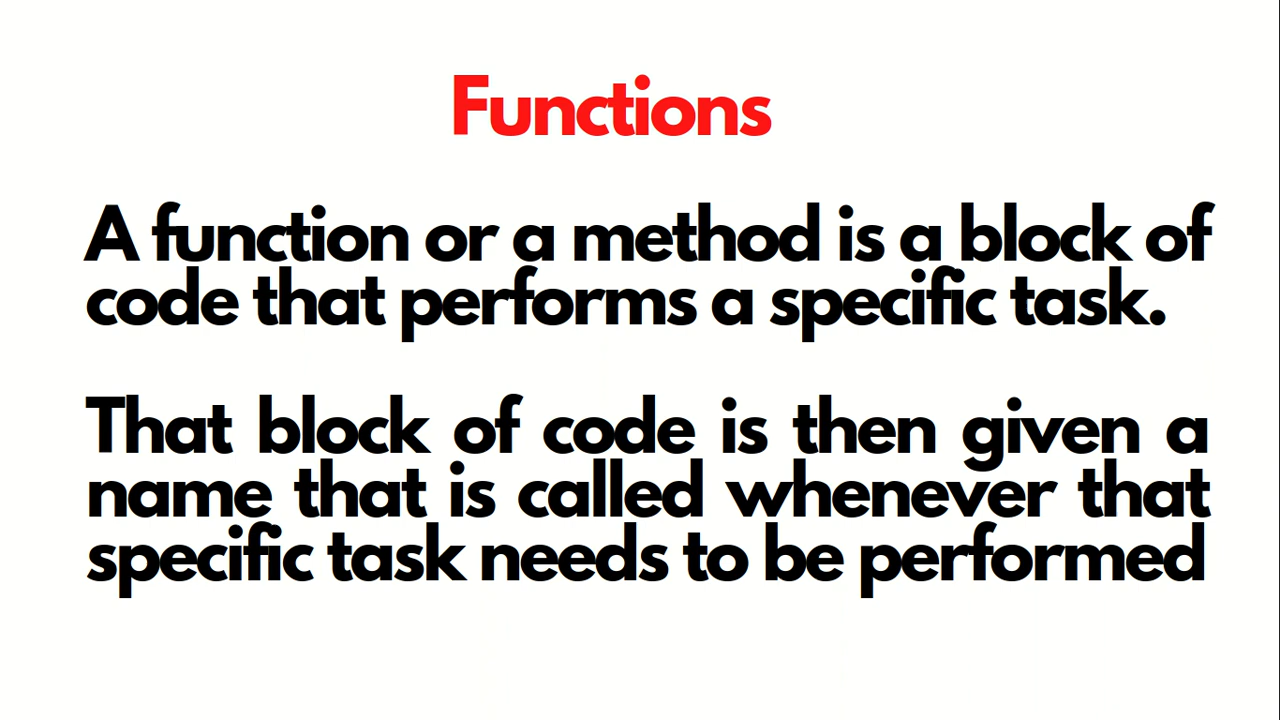 Functions
A function or a method is a block of
code that performs a specific task.
That block of code is then given a
name that is called whenever that
specific task needs to be performed